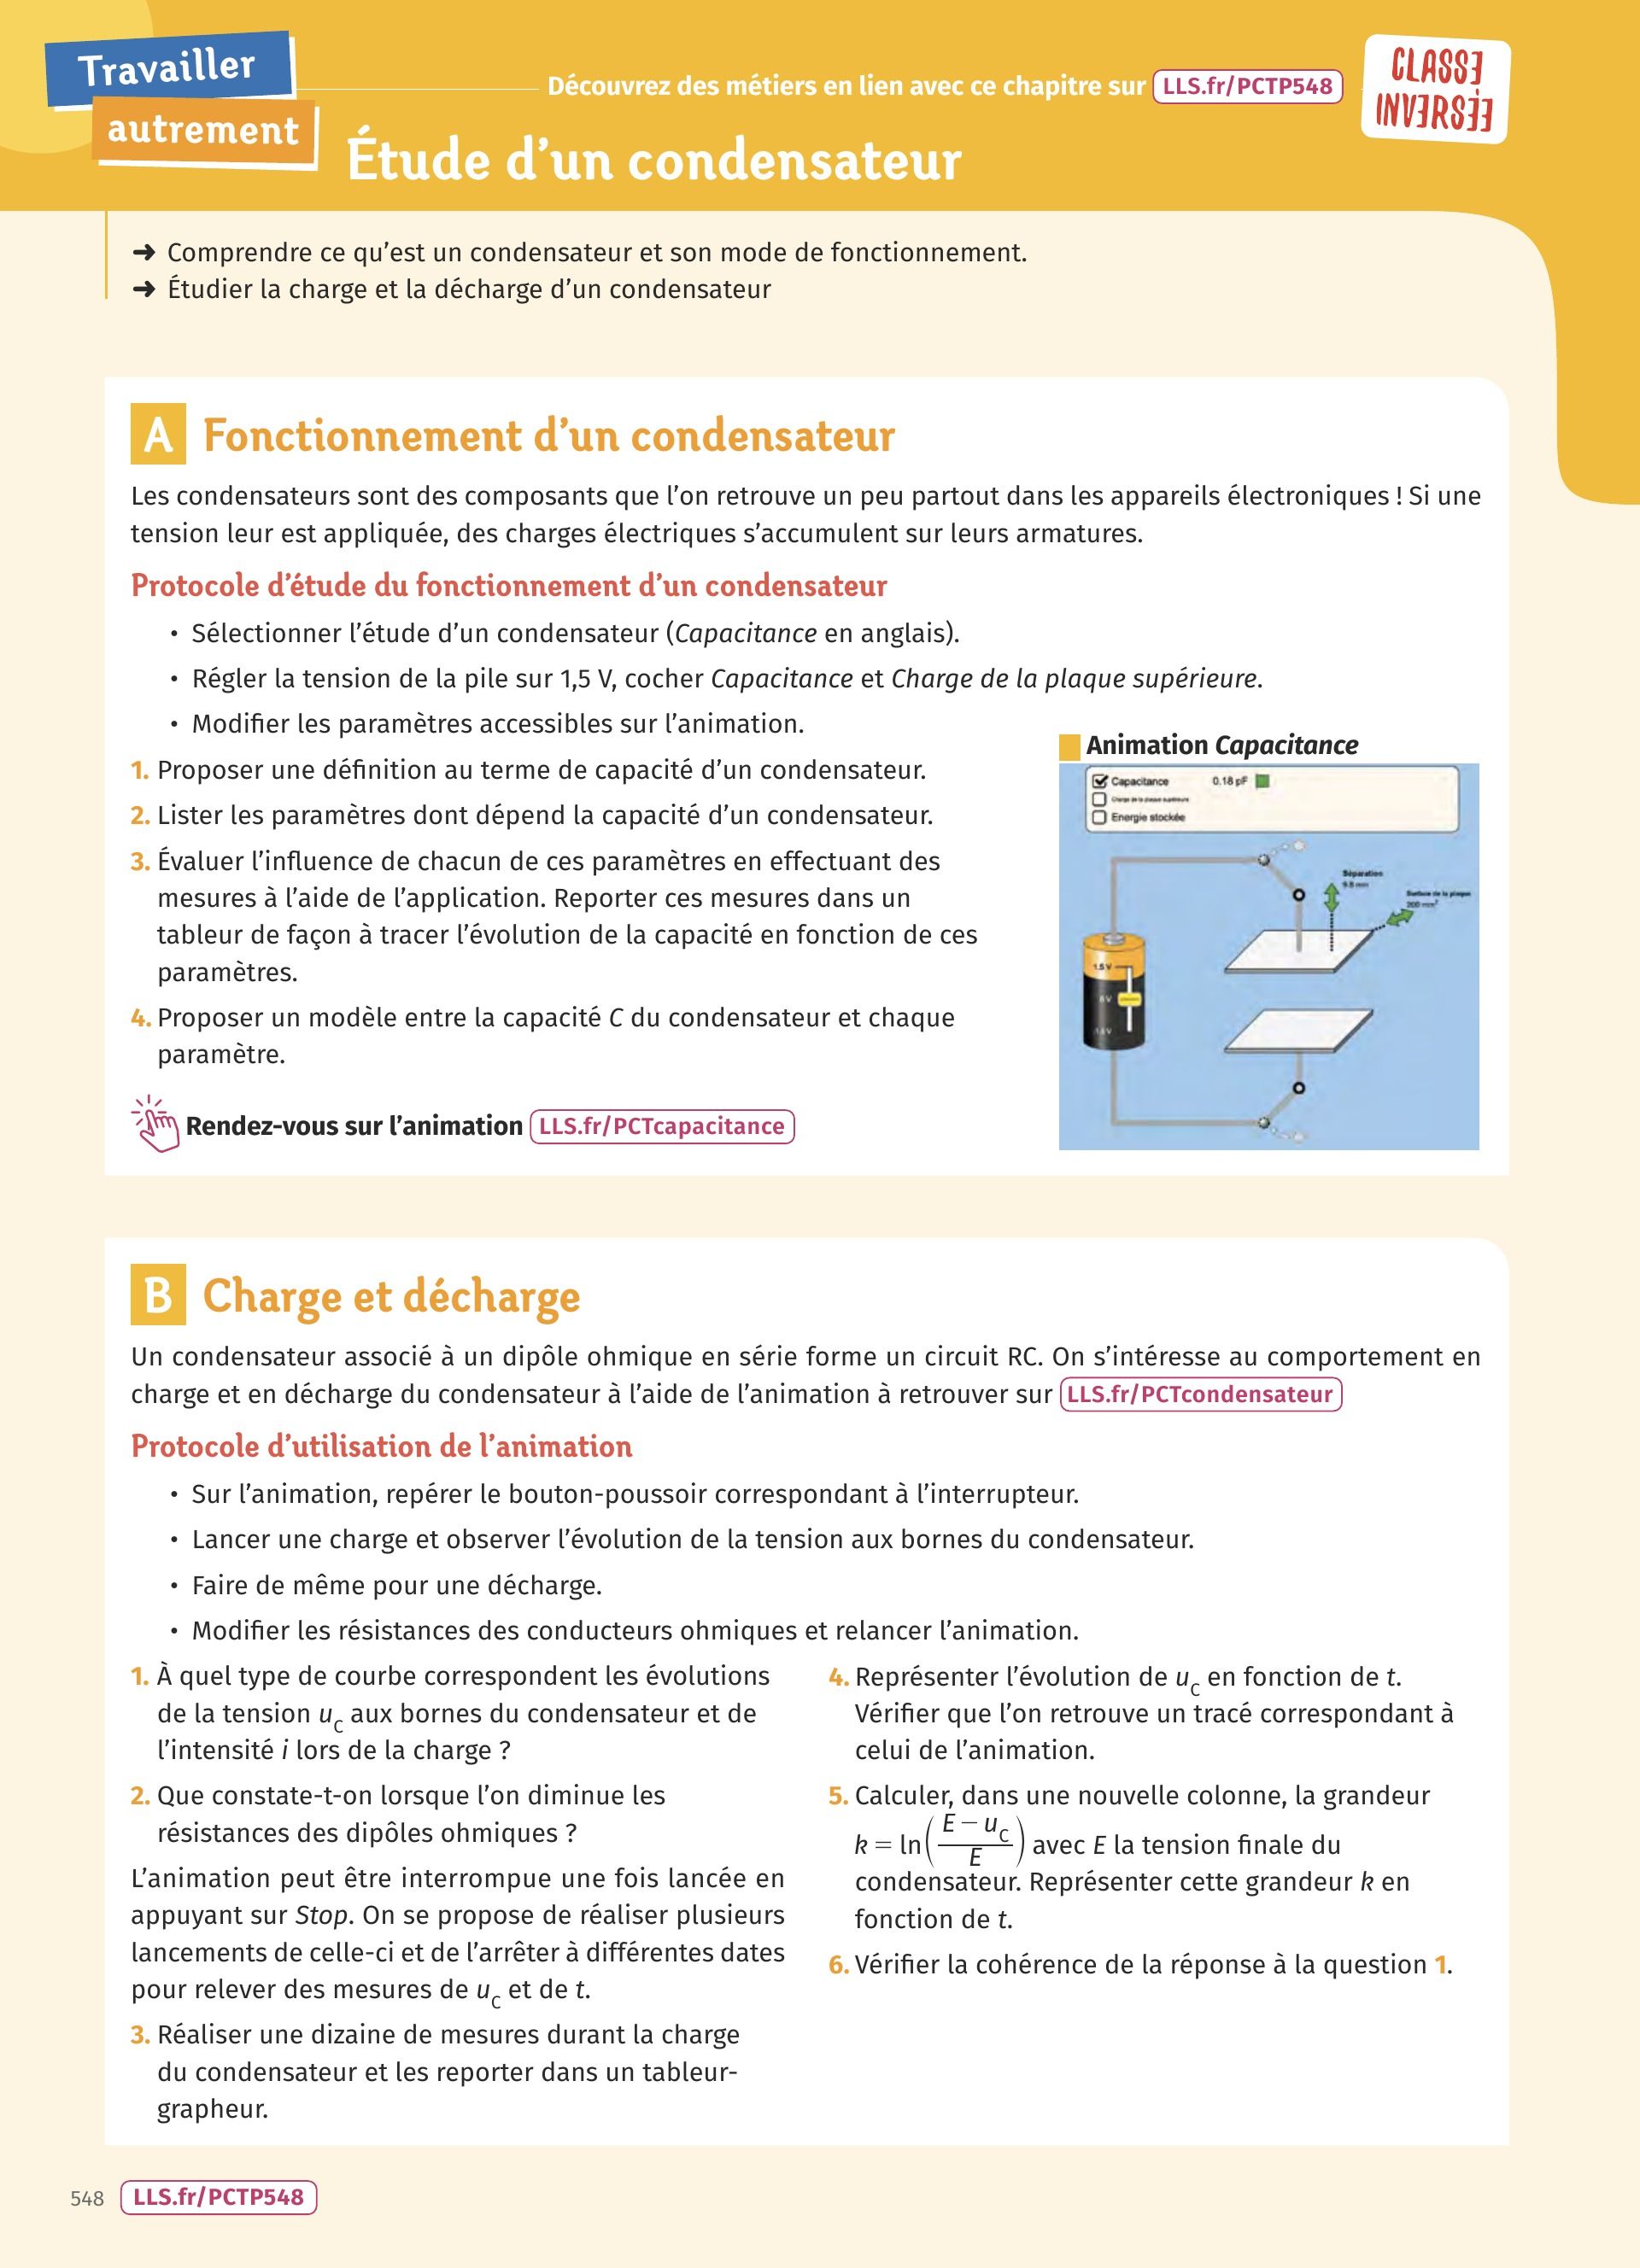 Travailler
autrement
Découvrez des métiers en lien avec ce chapitre sur LLS.fr/PCTP548
CLASSE
INVERSÉE
Étude d’un condensateur
➜ Comprendre ce qu’est un condensateur et son mode de fonctionnement.
➜ Étudier la charge et la décharge d’un condensateur
A Fonctionnement d’un condensateur
Les condensateurs sont des composants que l’on retrouve un peu partout dans les appareils électroniques ! Si une
tension leur est appliquée, des charges électriques s’accumulent sur leurs armatures.
Protocole d’étude du fonctionnement d’un condensateur
• Sélectionner l’étude d’un condensateur (Capacitance en anglais).
• Régler la tension de la pile sur 1,5 V, cocher Capacitance et Charge de la plaque supérieure.
• Modifier les paramètres accessibles sur l’animation.
1. Proposer une définition au terme de capacité d’un condensateur.
2. Lister les paramètres dont dépend la capacité d’un condensateur.
3. Évaluer l’influence de chacun de ces paramètres en effectuant des
mesures à l’aide de l’application. Reporter ces mesures dans un
tableur de façon à tracer l’évolution de la capacité en fonction de ces
paramètres.
4. Proposer un modèle entre la capacité C du condensateur et chaque
paramètre.
Rendez-vous sur l’animation LLS.fr/PCTcapacitance
Animation Capacitance
Capacitance 0.18 pF
Charge de la plaque supérieure
Energie stockée
Séparation
9.8 mm
Surface de la plaque
200 mm²
1.5 V
B Charge et décharge
Un condensateur associé à un dipôle ohmique en série forme un circuit RC. On s’intéresse au comportement en
charge et en décharge du condensateur à l’aide de l’animation à retrouver sur LLS.fr/PCTcondensateur
Protocole d’utilisation de l’animation
• Sur l’animation, repérer le bouton-poussoir correspondant à l’interrupteur.
• Lancer une charge et observer l’évolution de la tension aux bornes du condensateur.
• Faire de même pour une décharge.
• Modifier les résistances des conducteurs ohmiques et relancer l’animation.
1. À quel type de courbe correspondent les évolutions
de la tension u_C aux bornes du condensateur et de
l’intensité i lors de la charge ?
2. Que constate-t-on lorsque l’on diminue les
résistances des dipôles ohmiques ?
L’animation peut être interrompue une fois lancée en
appuyant sur Stop. On se propose de réaliser plusieurs
lancements de celle-ci et de l’arrêter à différentes dates
pour relever des mesures de u_C et de t.
3. Réaliser une dizaine de mesures durant la charge
du condensateur et les reporter dans un tableur-
grapheur.
4. Représenter l’évolution de u_C en fonction de t.
Vérifier que l’on retrouve un tracé correspondant à
celui de l’animation.
5. Calculer, dans une nouvelle colonne, la grandeur
k = ln((E − u_C)/E) avec E la tension finale du
condensateur. Représenter cette grandeur k en
fonction de t.
6. Vérifier la cohérence de la réponse à la question 1.
548 LLS.fr/PCTP548